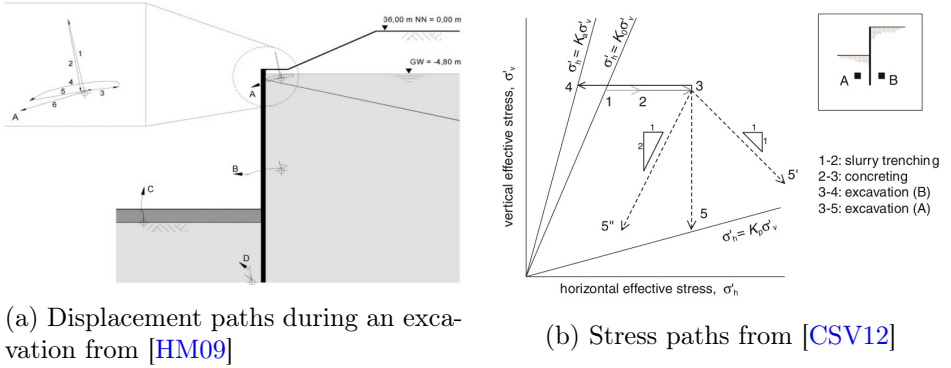 36,00 m NN = 0,00 m
GW = -4,80 m
1
2
4
5
3
6
A
A
B
C
D
(a) Displacement paths during an exca-
vation from [HM09]
vertical effective stress, σ'v
horizontal effective stress, σ'h
σ'h = Kaσ'v
σ'h = K0σ'v
σ'h = Kpσ'v
4
3
1
2
1
2
1
1
5'
5"
5
A B
1-2: slurry trenching
2-3: concreting
3-4: excavation (B)
3-5: excavation (A)
(b) Stress paths from [CSV12]